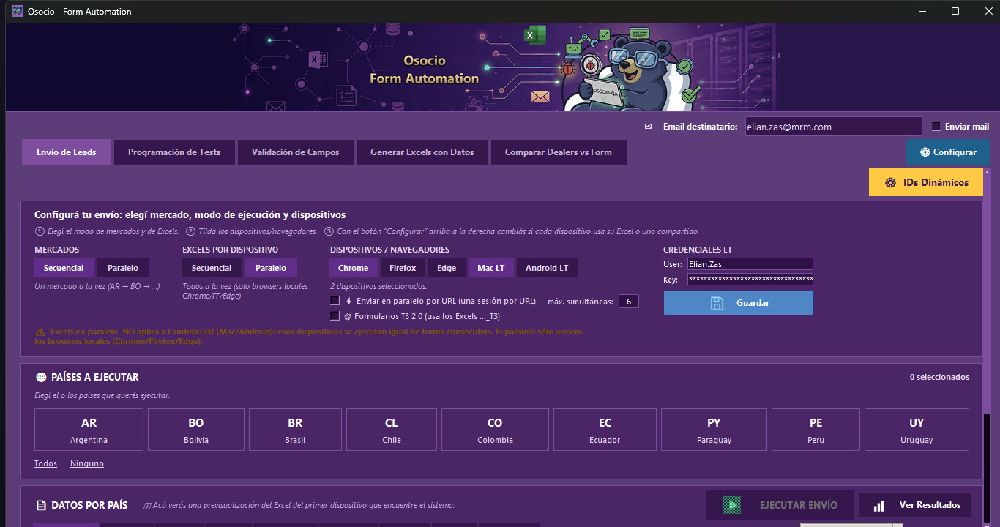 Osocio - Form Automation
Osocio
Form Automation
OSOCIO-QA
Email destinatario: elian.zas@mrm.com Enviar mail
Envío de Leads Programación de Tests Validación de Campos Generar Excels con Datos Comparar Dealers vs Form Configurar
IDs Dinámicos
Configurá tu envío: elegí mercado, modo de ejecución y dispositivos
① Elegí el modo de mercados y de Excels. ② Tildá los dispositivos/navegadores. ③ Con el botón "Configurar" arriba a la derecha cambiás si cada dispositivo usa su Excel o uno compartido.
MERCADOS EXCELS POR DISPOSITIVO DISPOSITIVOS / NAVEGADORES CREDENCIALES LT
Secuencial Paralelo Secuencial Paralelo Chrome Firefox Edge Mac LT Android LT User: Elian.Zas
Key: **********************************
Un mercado a la vez (AR → BO → ...) Todos a la vez (solo browsers locales 2 dispositivos seleccionados.
Chrome/FF/Edge)
Enviar en paralelo por URL (una sesión por URL) máx. simultáneas: 6 Guardar
Formularios T3 2.0 (usa los Excels ..._T3)
⚠ 'Excels en paralelo' NO aplica a LambdaTest (Mac/Android): esos dispositivos se ejecutan igual de forma consecutiva. El paralelo sólo acelera
los browsers locales (Chrome/Firefox/Edge).
PAÍSES A EJECUTAR 0 seleccionados
Elegí el o los países que querés ejecutar.
AR BO BR CL CO EC PY PE UY
Argentina Bolivia Brasil Chile Colombia Ecuador Paraguay Peru Uruguay
Todos Ninguno
DATOS POR PAÍS Acá verás una previsualización del Excel del primer dispositivo que encuentre el sistema. EJECUTAR ENVÍO Ver Resultados